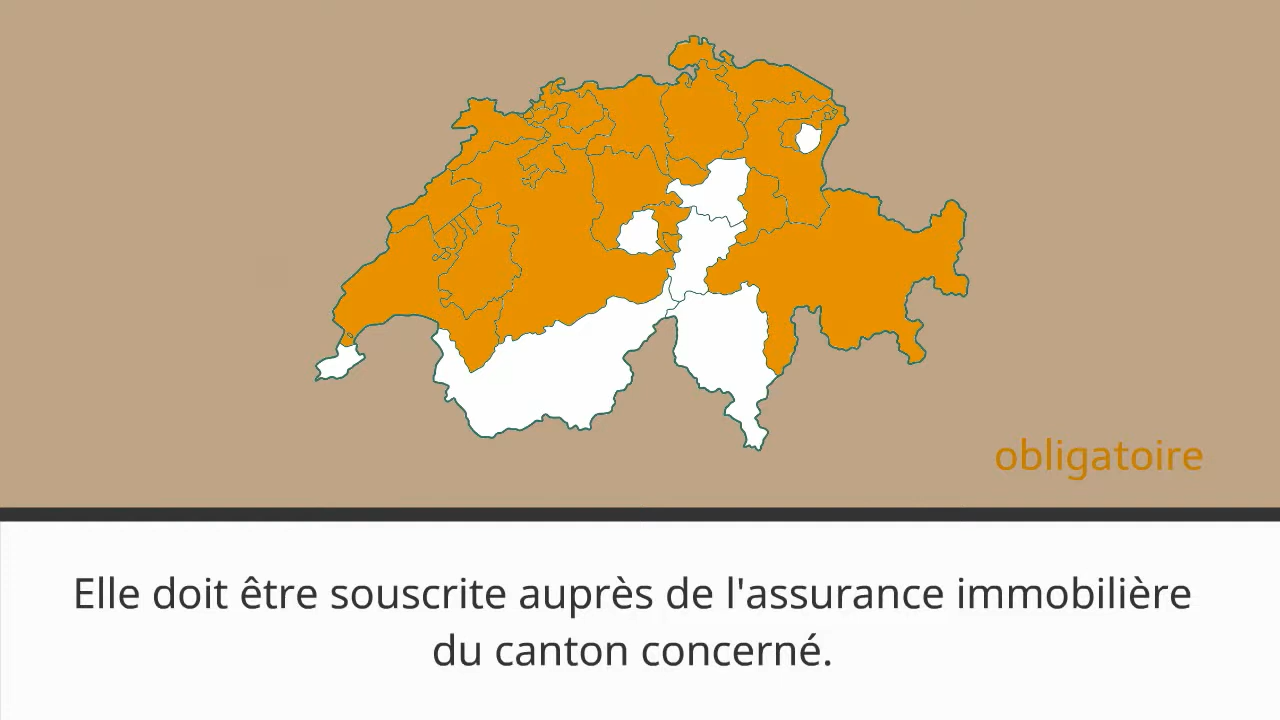 obligatoire
Elle doit être souscrite auprès de l'assurance immobilière
du canton concerné.